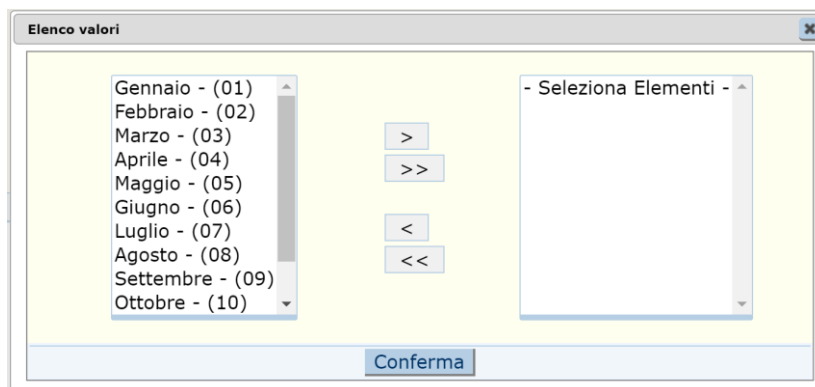 Elenco valori
Gennaio - (01)
Febbraio - (02)
Marzo - (03)
Aprile - (04)
Maggio - (05)
Giugno - (06)
Luglio - (07)
Agosto - (08)
Settembre - (09)
Ottobre - (10)
>
>>
<
<<
- Seleziona Elementi -
Conferma